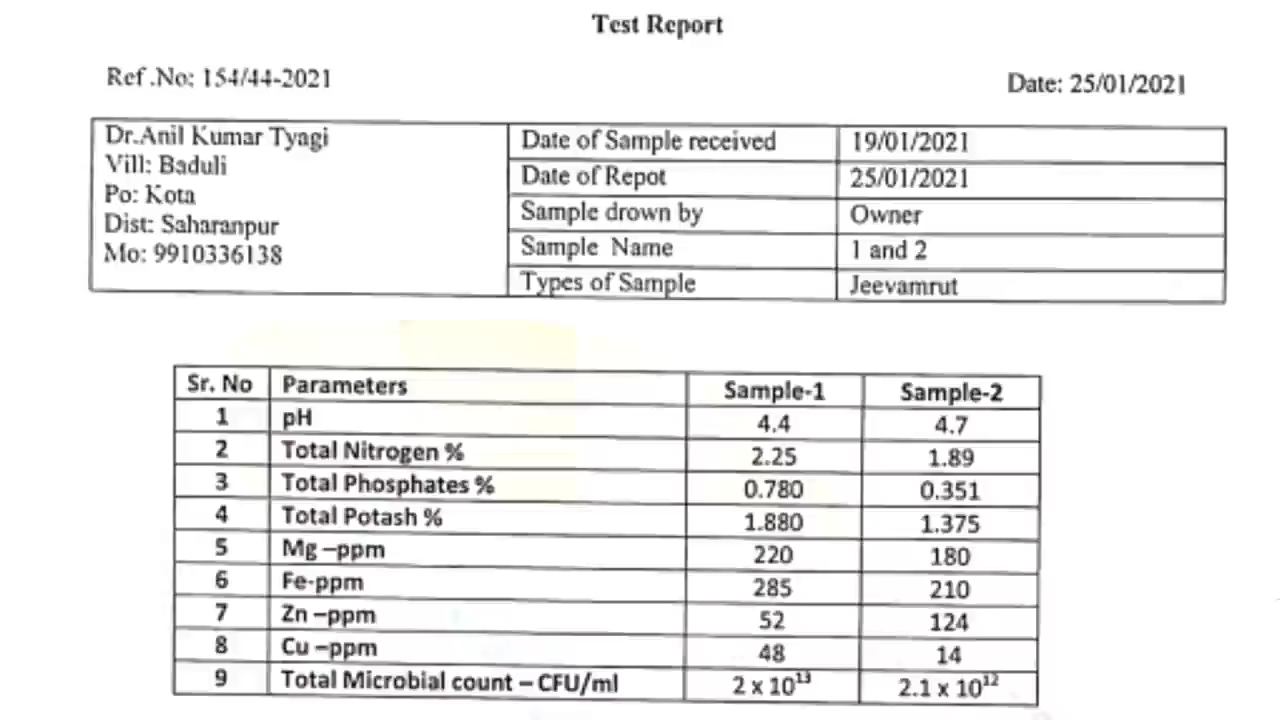 Test Report
Ref .No: 154/44-2021
Date: 25/01/2021
Dr.Anil Kumar Tyagi
Vill: Baduli
Po: Kota
Dist: Saharanpur
Mo: 9910336138
Date of Sample received 19/01/2021
Date of Repot 25/01/2021
Sample drown by Owner
Sample Name 1 and 2
Types of Sample Jeevamrut
Sr. No Parameters Sample-1 Sample-2
1 pH 4.4 4.7
2 Total Nitrogen % 2.25 1.89
3 Total Phosphates % 0.780 0.351
4 Total Potash % 1.880 1.375
5 Mg –ppm 220 180
6 Fe-ppm 285 210
7 Zn –ppm 52 124
8 Cu –ppm 48 14
9 Total Microbial count – CFU/ml 2 x 10¹³ 2.1 x 10¹²